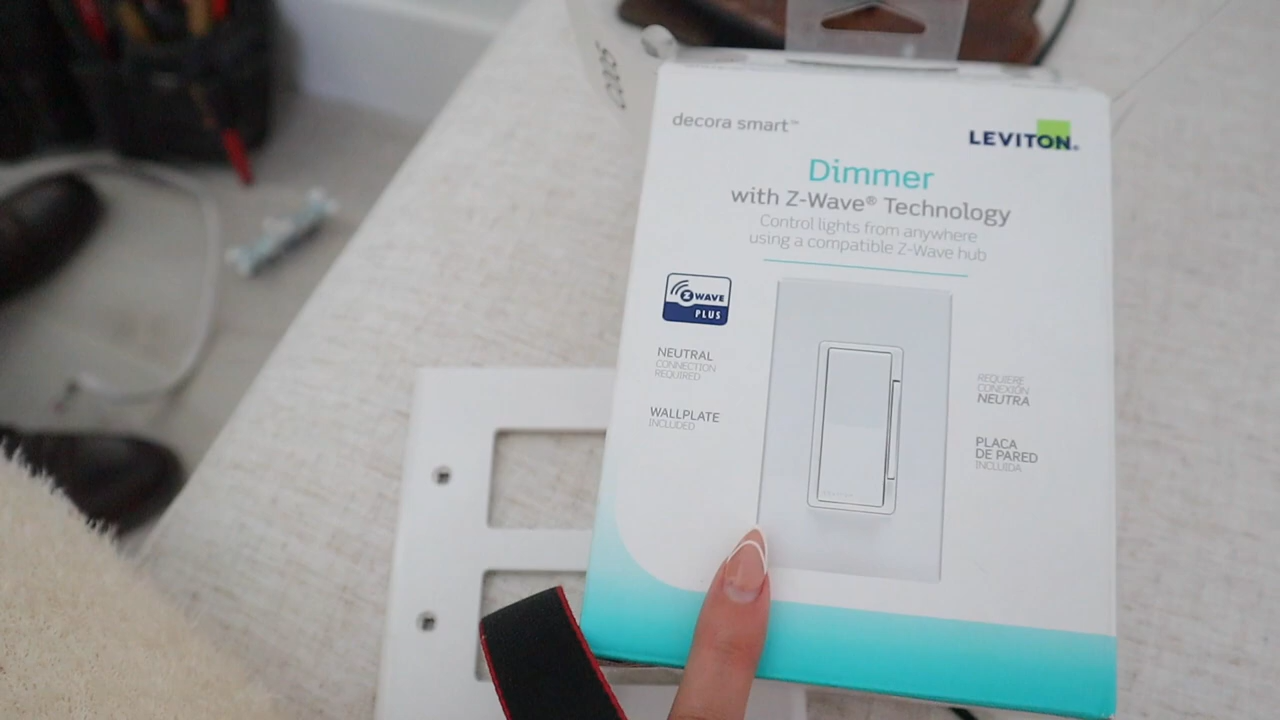 decora smart™
LEVITON®
Dimmer
with Z-Wave® Technology
Control lights from anywhere
using a compatible Z-Wave hub
Z WAVE
PLUS
NEUTRAL
CONNECTION
REQUIRED
WALLPLATE
INCLUDED
REQUIERE
CONEXIÓN
NEUTRA
PLACA
DE PARED
INCLUIDA